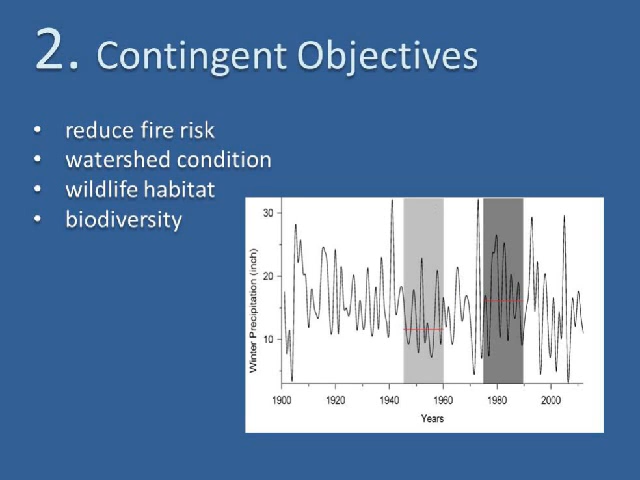 2. Contingent Objectives
• reduce fire risk
• watershed condition
• wildlife habitat
• biodiversity
Winter Precipitation (inch)
30
20
10
1900 1920 1940 1960 1980 2000
Years